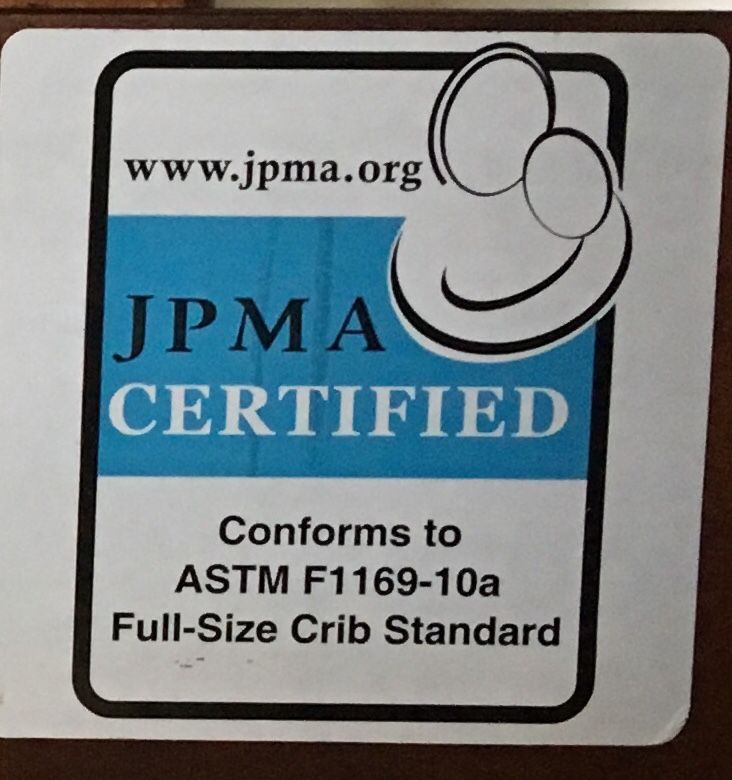 www.jpma.org
JPMA
CERTIFIED
Conforms to
ASTM F1169-10a
Full-Size Crib Standard